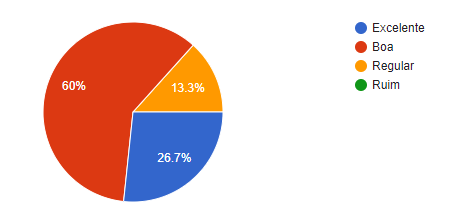 Excelente
Boa
Regular
Ruim
60%
13.3%
26.7%